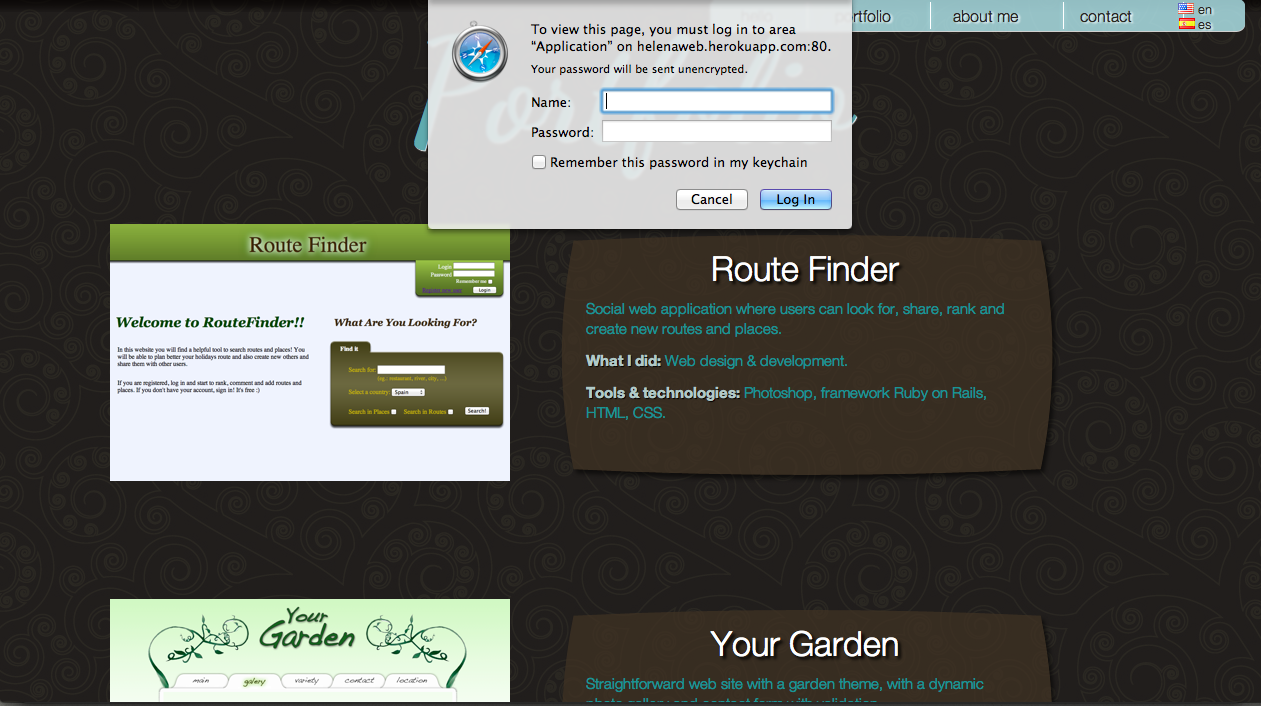 To view this page, you must log in to area
“Application” on helenaweb.herokuapp.com:80.
Your password will be sent unencrypted.
Name:
Password:
Remember this password in my keychain
Cancel
Log In
portfolio
about me
contact
en
es
Portfolio
Route Finder
Login
Password
Remember me
Register new user
Login
Welcome to RouteFinder!!
In this website you will find a helpful tool to search routes and places! You
will be able to plan better your holidays route and also create new others and
share them with other users.
If you are registered, log in and start to rank, comment and add routes and
places. If you don't have your account, sign in! It's free :)
What Are You Looking For?
Find it
Search for:
Select a country:
Spain
Search in Places
Search in Routes
Search!
Route Finder
Social web application where users can look for, share, rank and
create new routes and places.
What I did: Web design & development.
Tools & technologies: Photoshop, framework Ruby on Rails,
HTML, CSS.
Your
Garden
main
galery
variety
contact
location
Your Garden
Straightforward web site with a garden theme, with a dynamic
photo gallery and contact form with validation.